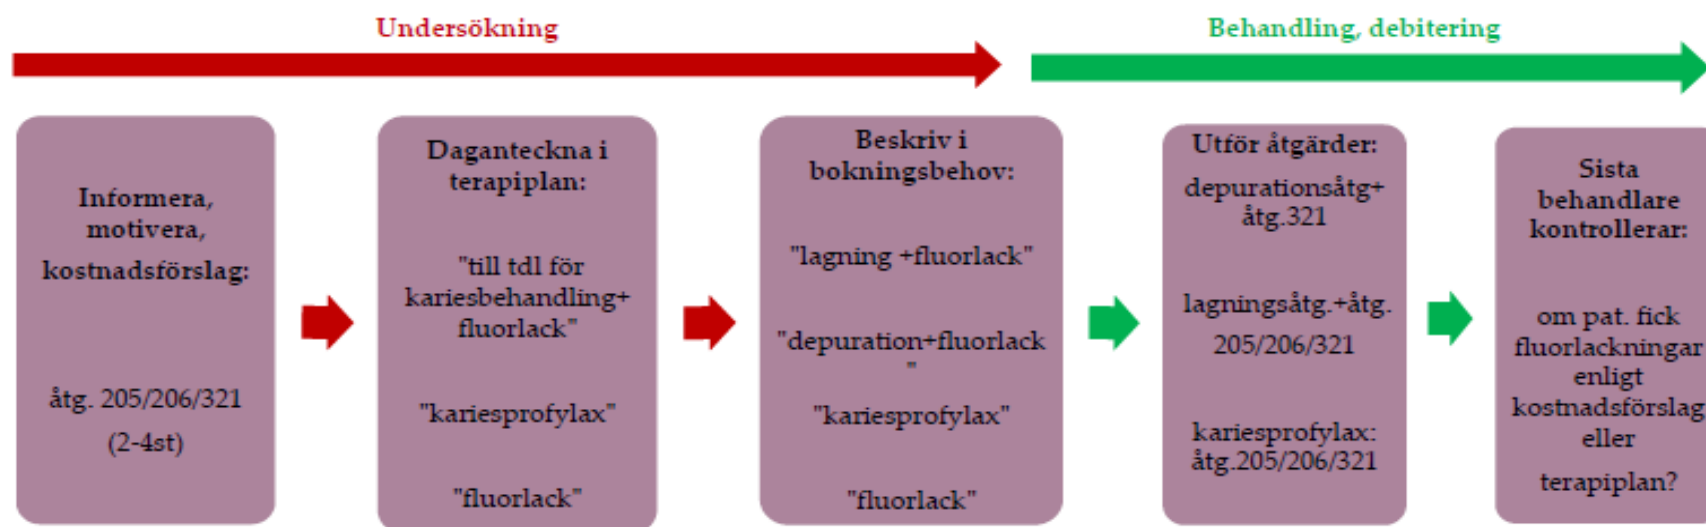 Undersökning
Behandling, debitering
Informera,
motivera,
kostnadsförslag:
åtg. 205/206/321
(2-4st)
Daganteckna i
terapiplan:
"till tdl för
kariesbehandling+
fluorlack"
"kariesprofylax"
"fluorlack"
Beskriv i
bokningsbehov:
"lagning +fluorlack"
"depuration+fluorlack
"
"kariesprofylax"
"fluorlack"
Utför åtgärder:
depurationsåtg+
åtg.321
lagningsåtg.+åtg.
205/206/321
kariesprofylax:
åtg.205/206/321
Sista
behandlare
kontrollerar:
om pat. fick
fluorlackningar
enligt
kostnadsförslag
eller
terapiplan?